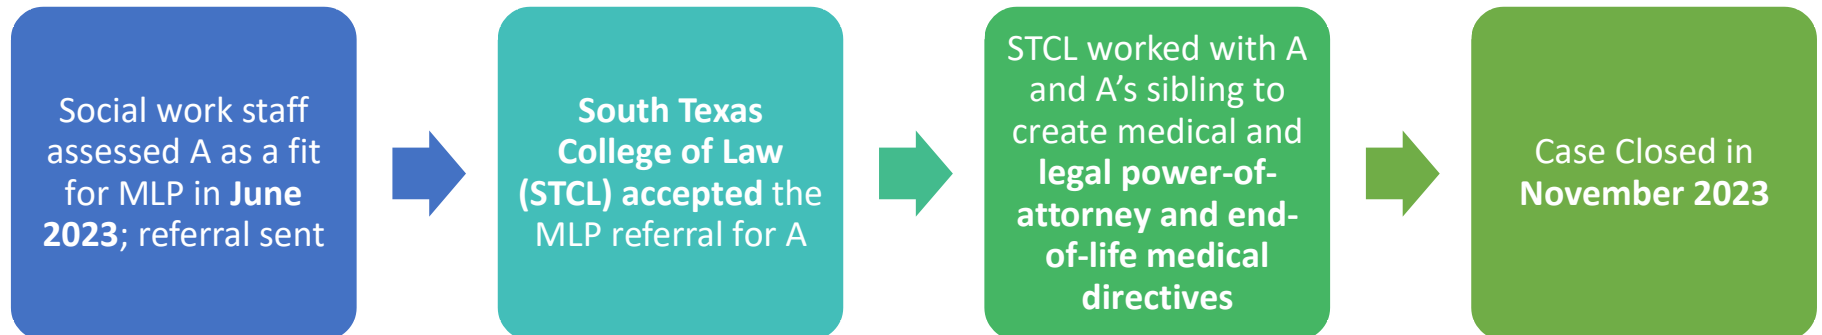 Social work staff
assessed A as a fit
for MLP in June
2023; referral sent
South Texas
College of Law
(STCL) accepted the
MLP referral for A
STCL worked with A
and A’s sibling to
create medical and
legal power-of-
attorney and end-
of-life medical
directives
Case Closed in
November 2023